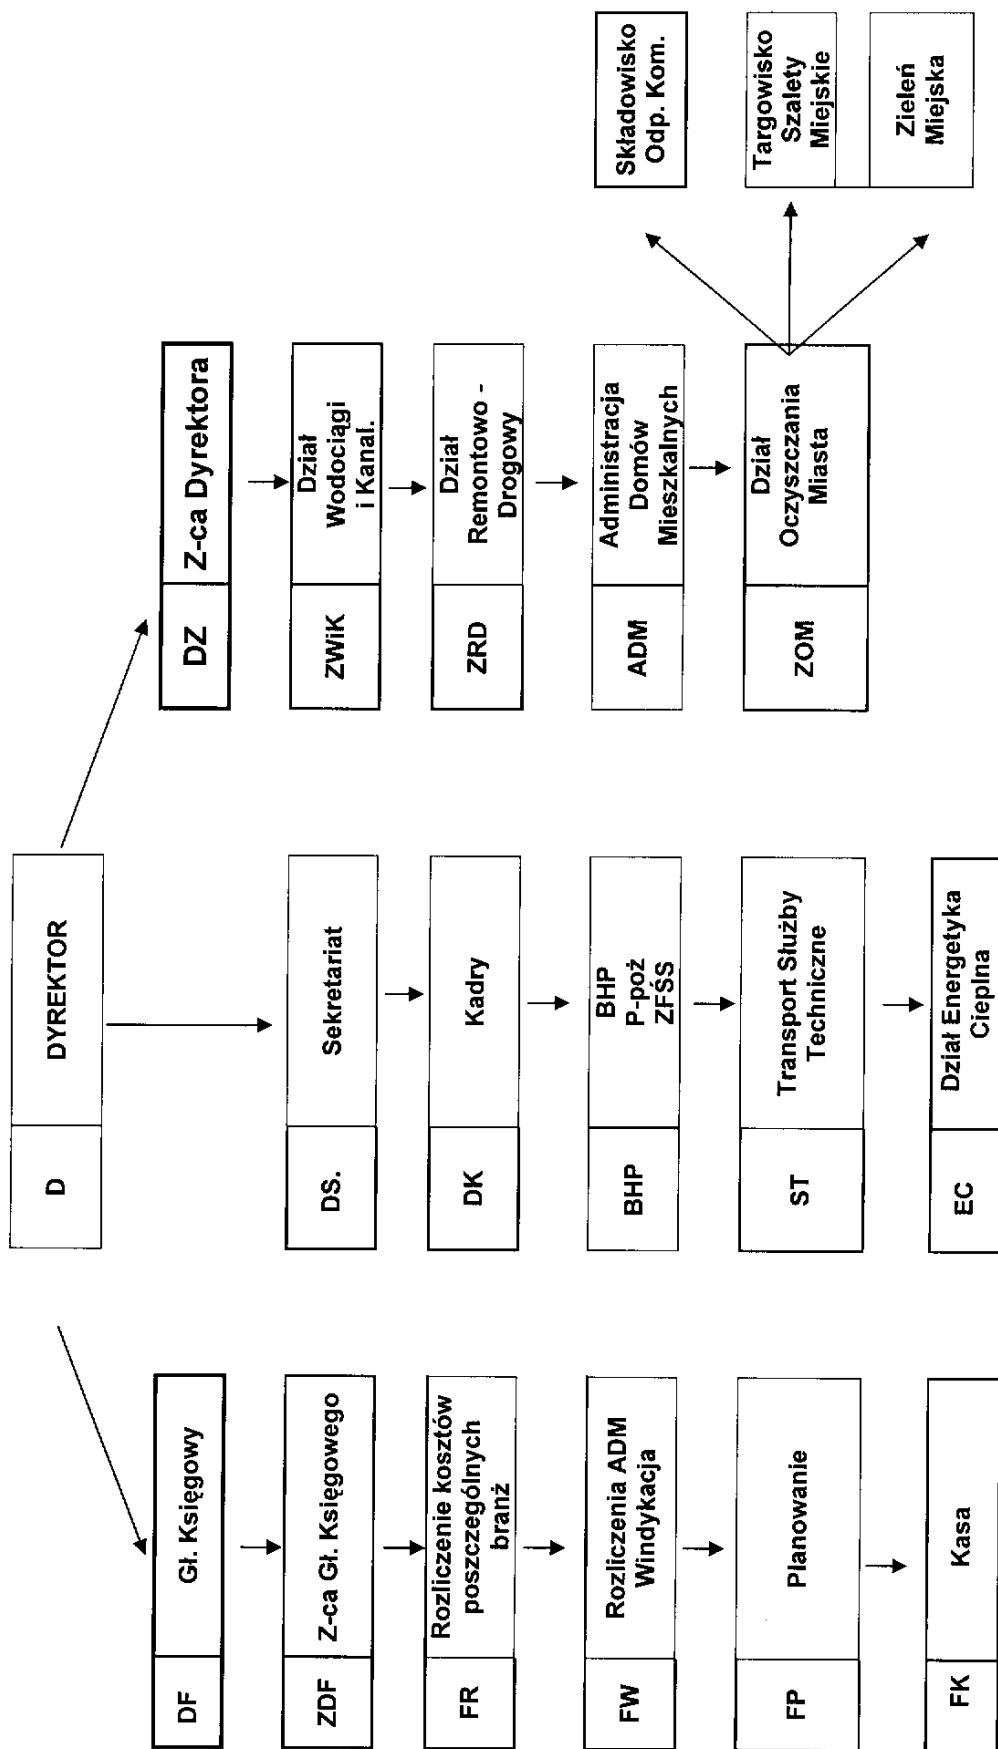 D
DYREKTOR
DF
Gł. Księgowy
ZDF
Z-ca Gł. Księgowego
FR
Rozliczenie kosztów
poszczególnych
branż
FW
Rozliczenia ADM
Windykacja
FP
Planowanie
FK
Kasa
DS.
Sekretariat
DK
Kadry
BHP
BHP
P-poż
ZFŚS
ST
Transport Służby
Techniczne
EC
Dział Energetyka
Cieplna
DZ
Z-ca Dyrektora
ZWiK
Dział
Wodociągi
i Kanal.
ZRD
Dział
Remontowo -
Drogowy
ADM
Administracja
Domów
Mieszkalnych
ZOM
Dział
Oczyszczania
Miasta
Składowisko
Odp. Kom.
Targowisko
Szalety
Miejskie
Zieleń
Miejska